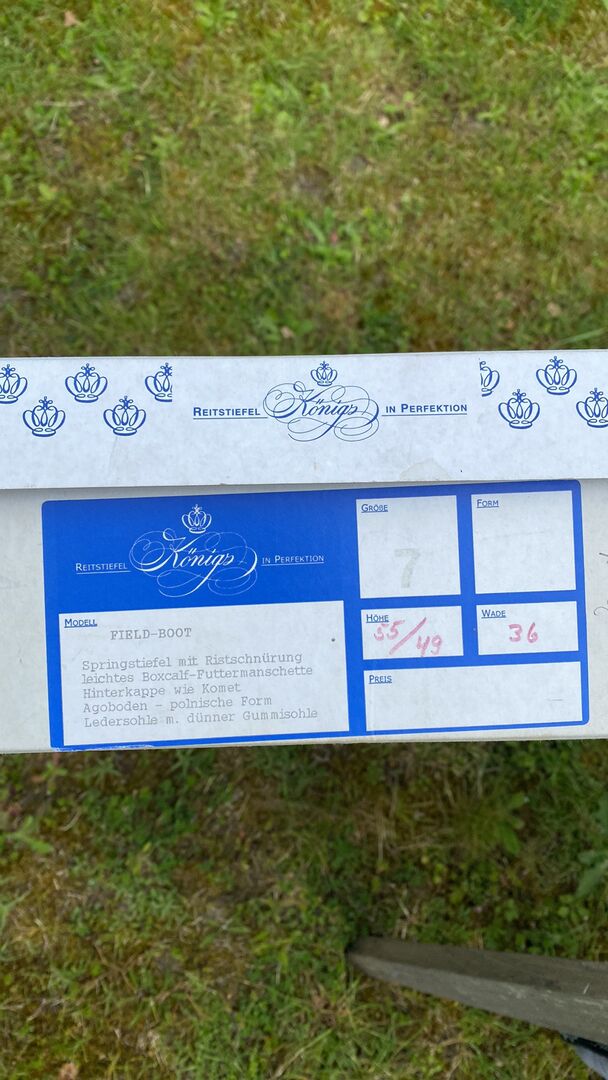 REITSTIEFEL Königs IN PERFEKTION
REITSTIEFEL Königs IN PERFEKTION
GRÖßE
7
FORM
MODELL
FIELD-BOOT
Springstiefel mit Ristschnürung
leichtes Boxcalf-Futtermanschette
Hinterkappe wie Komet
Agoboden - polnische Form
Ledersohle m. dünner Gummisohle
HÖHE
55/49
WADE
36
PREIS